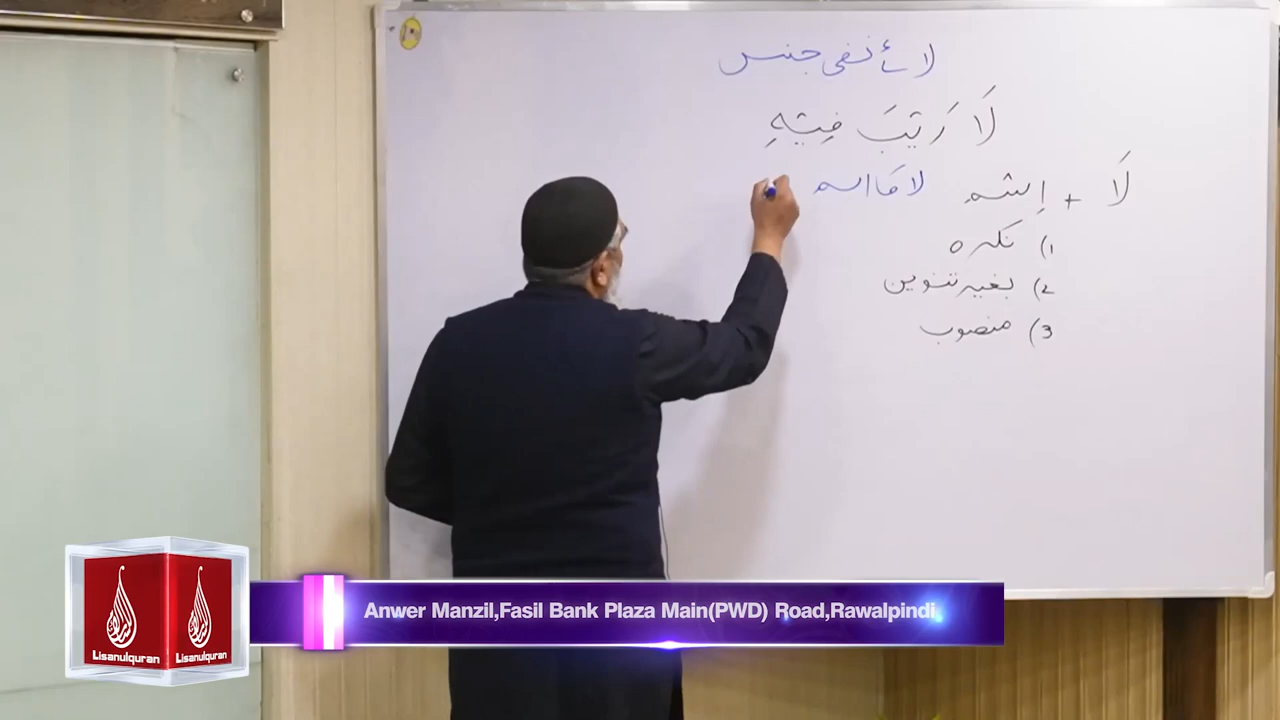 لائے نفی جنس
لَا رَیْبَ فِیْهِ
لَا + اِسْم لا کا اسم
1) نکره
2) بغیر تنوین
3) منصوب
Anwer Manzil,Fasil Bank Plaza Main(PWD) Road,Rawalpindi,
Lisanulquran Lisanulquran